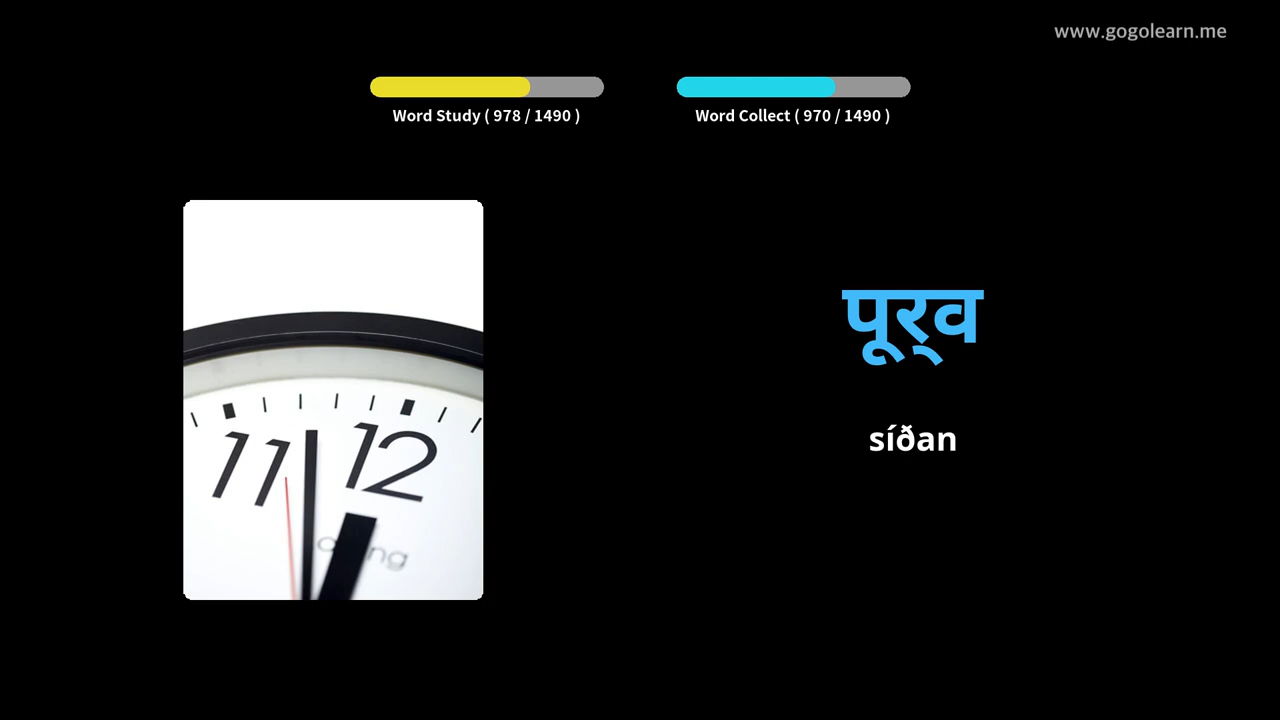 www.gogolearn.me
Word Study ( 978 / 1490 )
Word Collect ( 970 / 1490 )
पूर्‍व
síðan
11
12